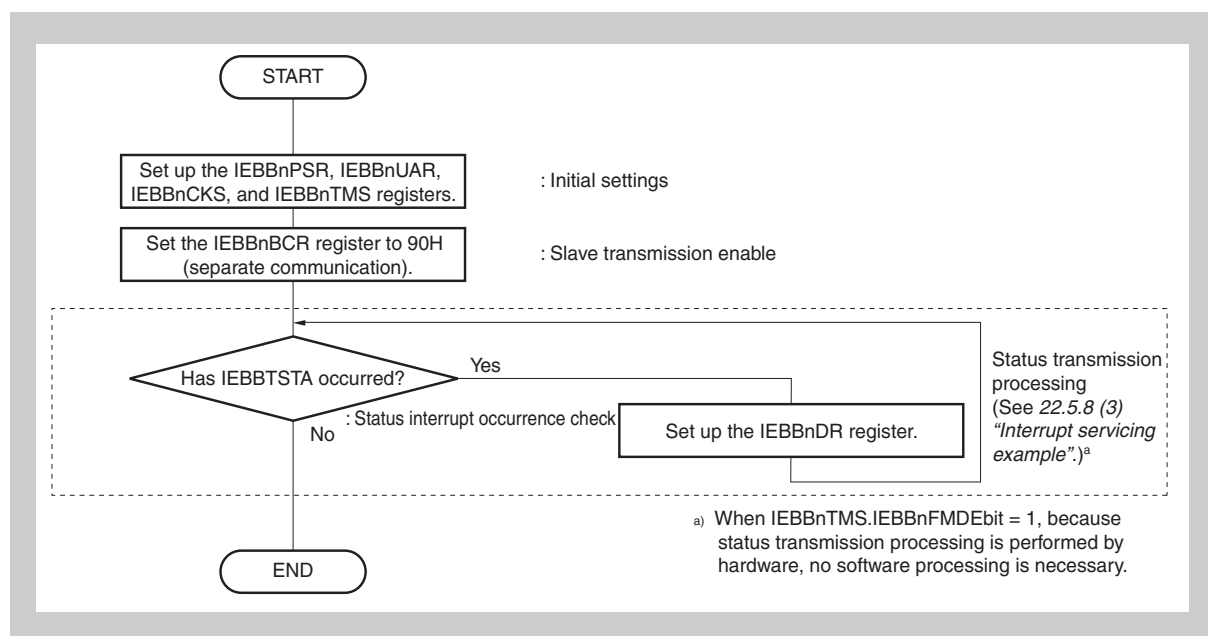 START
Set up the IEBBnPSR, IEBBnUAR,
IEBBnCKS, and IEBBnTMS registers.
: Initial settings
Set the IEBBnBCR register to 90H
(separate communication).
: Slave transmission enable
Has IEBBTSTA occurred?
Yes
: Status interrupt occurrence check
No
Set up the IEBBnDR register.
Status transmission
processing
(See 22.5.8 (3)
“Interrupt servicing
example”.)a
a) When IEBBnTMS.IEBBnFMDEbit = 1, because
status transmission processing is performed by
hardware, no software processing is necessary.
END